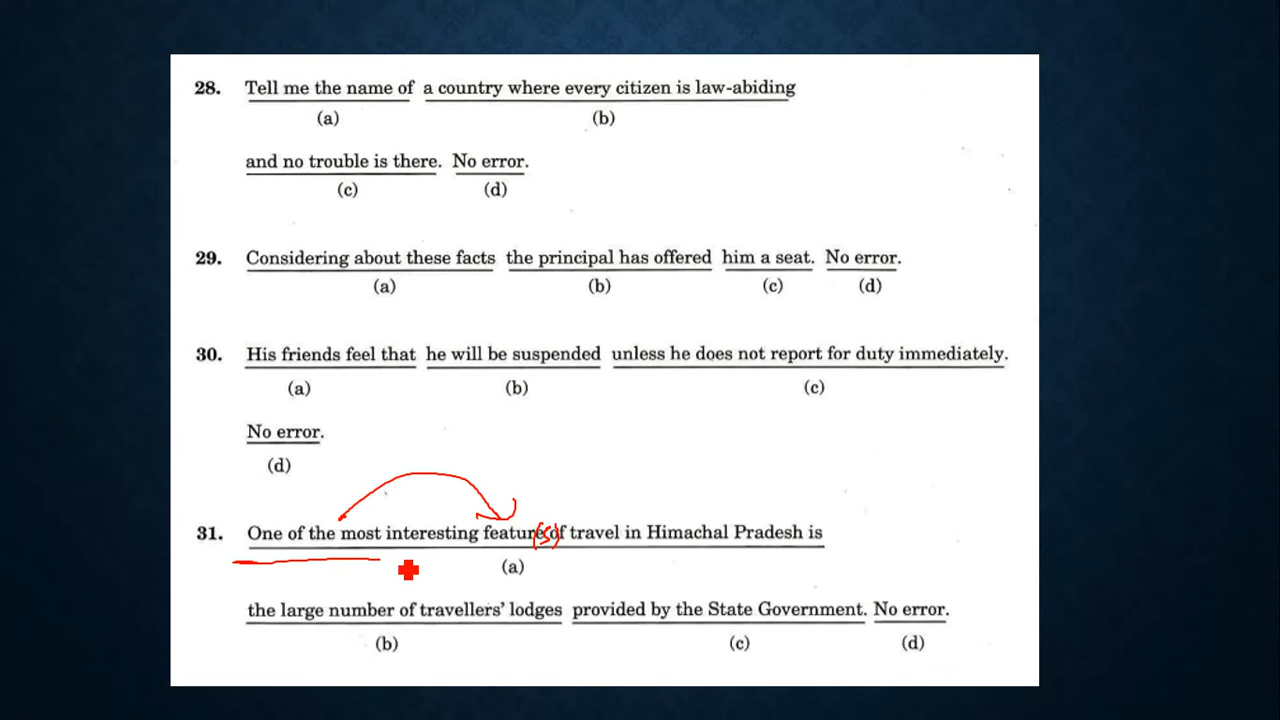 28. Tell me the name of a country where every citizen is law-abiding
(a) (b)
and no trouble is there. No error.
(c) (d)
29. Considering about these facts the principal has offered him a seat. No error.
(a) (b) (c) (d)
30. His friends feel that he will be suspended unless he does not report for duty immediately.
(a) (b) (c)
No error.
(d)
31. One of the most interesting feature(s) of travel in Himachal Pradesh is
(a)
the large number of travellers' lodges provided by the State Government. No error.
(b) (c) (d)